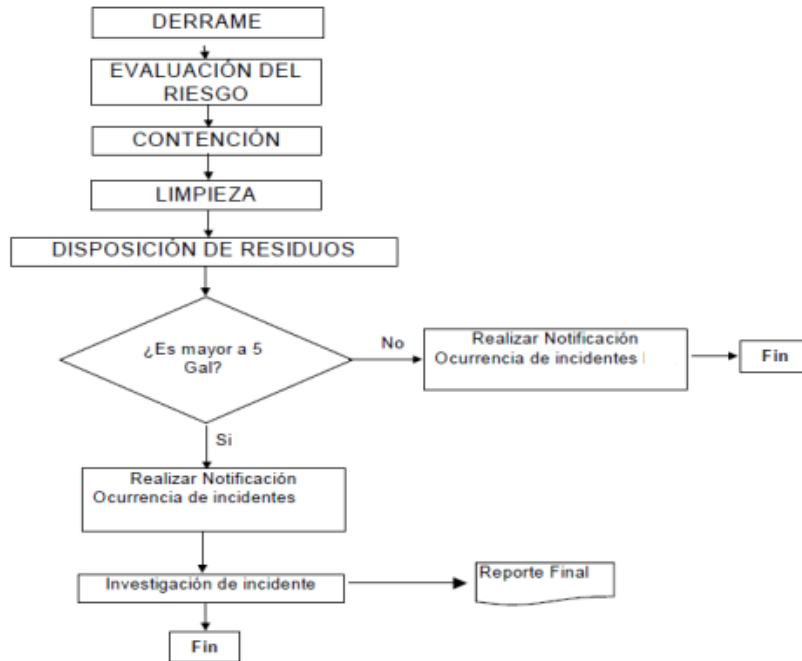 DERRAME
EVALUACIÓN DEL
RIESGO
CONTENCIÓN
LIMPIEZA
DISPOSICIÓN DE RESIDUOS
¿Es mayor a 5
Gal?
No
Realizar Notificación
Ocurrencia de incidentes
Fin
Si
Realizar Notificación
Ocurrencia de incidentes
Investigación de incidente
Reporte Final
Fin